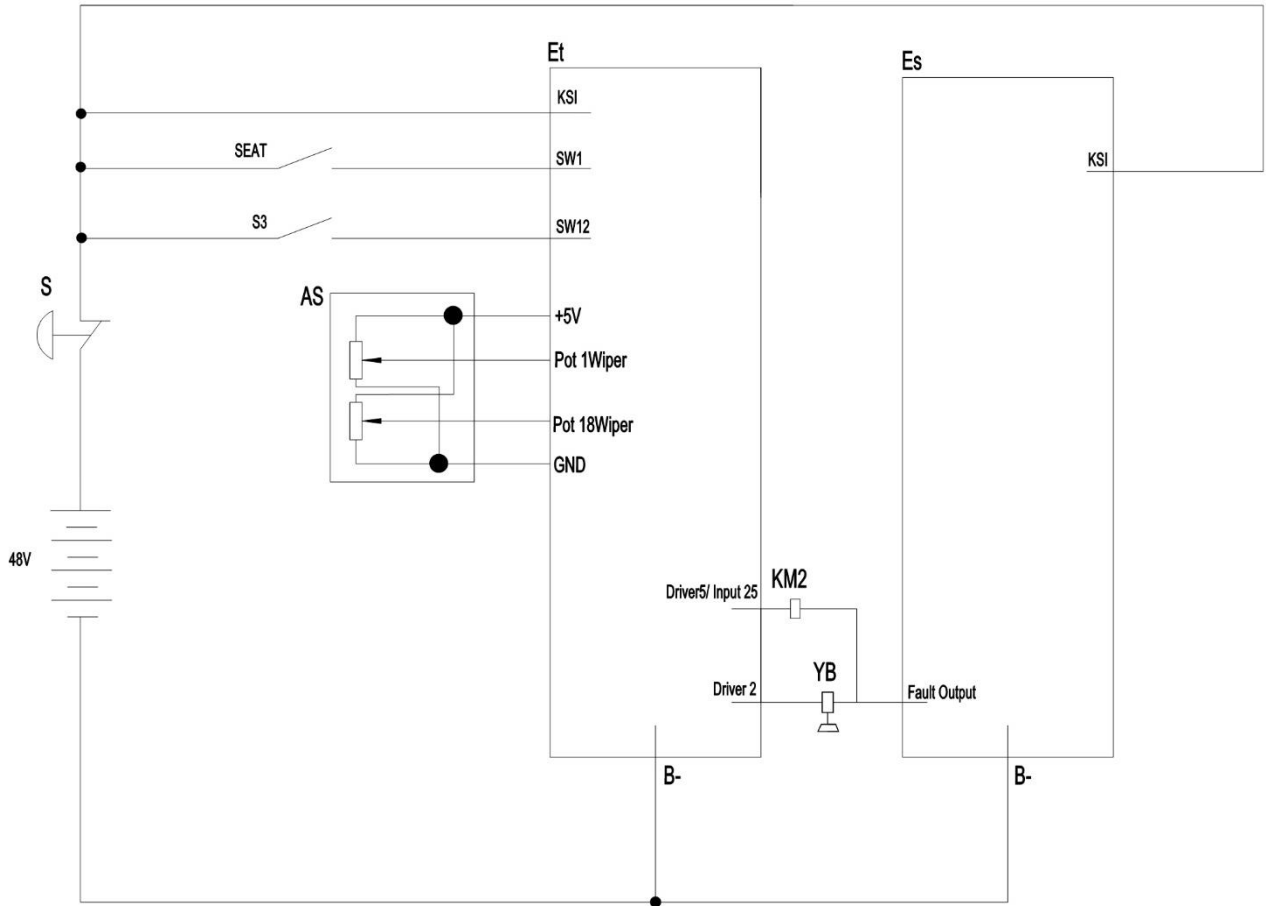 Et
Es
KSI
SEAT
SW1
KSI
S3
SW12
S
AS
+5V
Pot 1Wiper
Pot 18Wiper
GND
48V
Driver5/ Input 25
KM2
YB
Driver 2
Fault Output
B-
B-